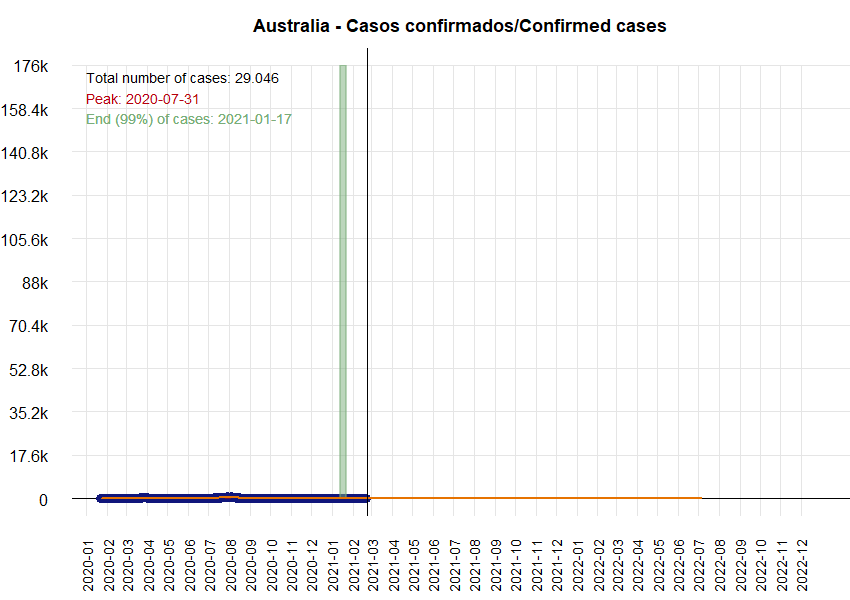 Australia - Casos confirmados/Confirmed cases
176k
Total number of cases: 29.046
Peak: 2020-07-31
158.4k
End (99%) of cases: 2021-01-17
140.8k
123.2k
105.6k
88k
70.4k
52.8k
35.2k
17.6k
0
2020-01
2020-02
2020-03
2020-04
2020-05
2020-06
2020-07
2020-08
2020-09
2020-10
2020-11
2020-12
2021-01
2021-02
2021-03
2021-04
2021-05
2021-06
2021-07
2021-08
2021-09
2021-10
2021-11
2021-12
2022-01
2022-02
2022-03
2022-04
2022-05
2022-06
2022-07
2022-08
2022-09
2022-10
2022-11
2022-12